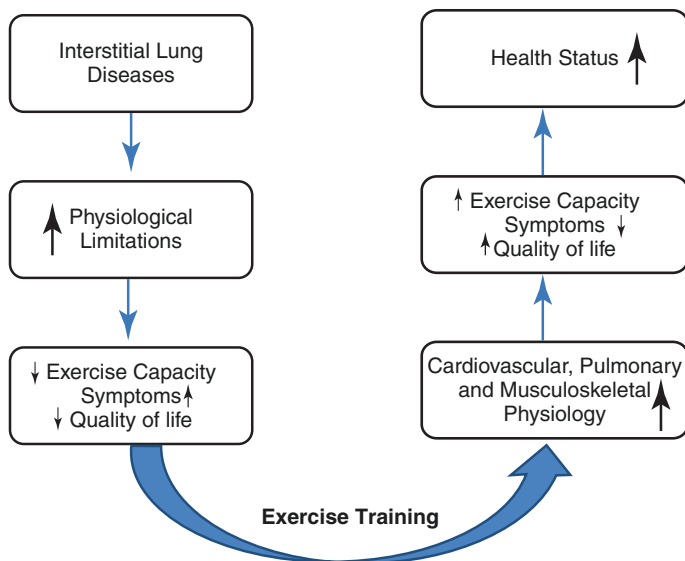 Interstitial Lung
Diseases
Physiological
Limitations
Exercise Capacity
Symptoms
Quality of life
Exercise Training
Cardiovascular, Pulmonary
and Musculoskeletal
Physiology
Exercise Capacity
Symptoms
Quality of life
Health Status